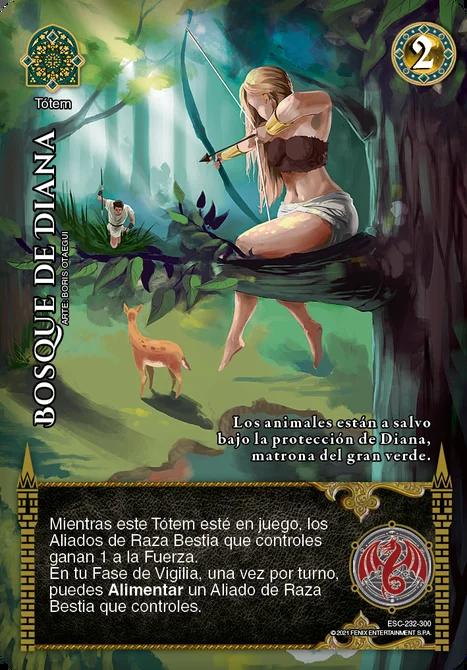 2
Tótem
BOSQUE DE DIANA
ARTE: BORIS OTAEGUI
Los animales están a salvo
bajo la protección de Diana,
matrona del gran verde.
Mientras este Tótem esté en juego, los
Aliados de Raza Bestia que controles
ganan 1 a la Fuerza.
En tu Fase de Vigilia, una vez por turno,
puedes Alimentar un Aliado de Raza
Bestia que controles.
ESC-232-300
©2021 FENIX ENTERTAINMENT S.P.A.